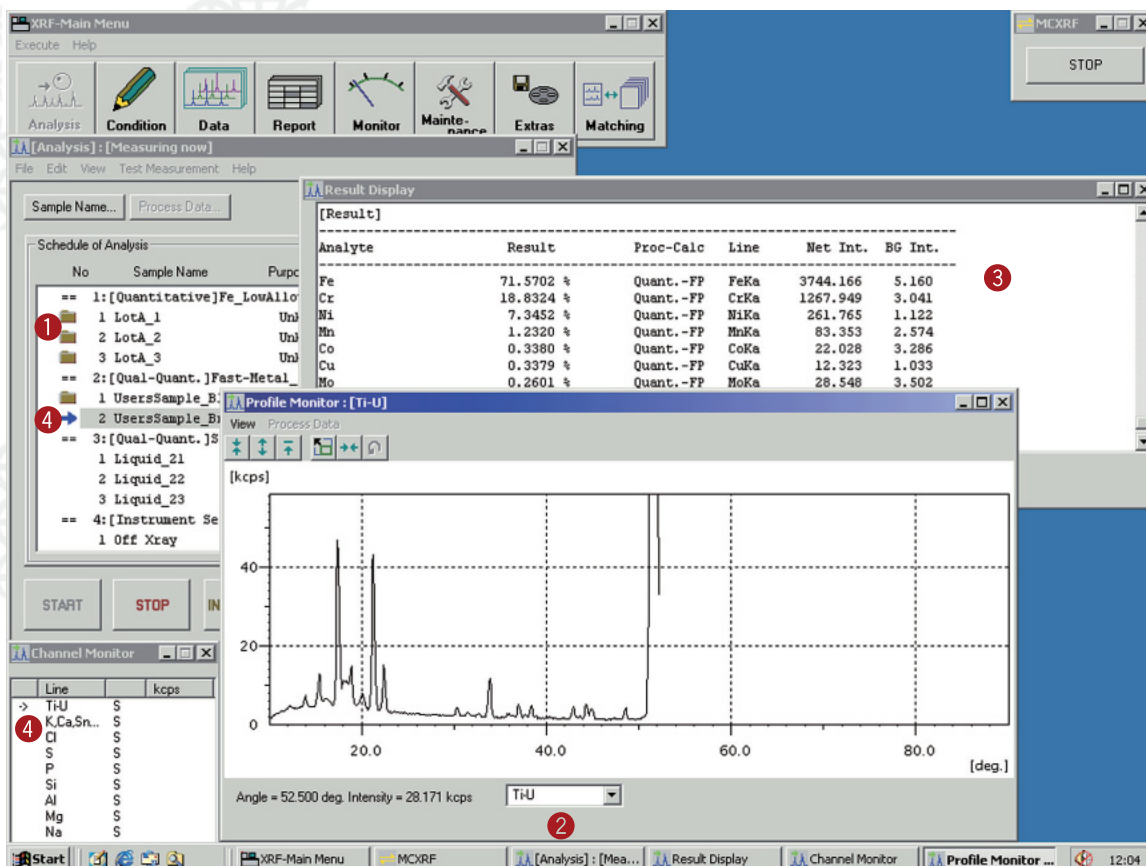 XRF-Main Menu
Execute Help
Analysis Condition Data Report Monitor Mainte-nance Extras Matching
MCXRF
STOP
[Analysis] : [Measuring now]
File Edit View Test Measurement Help
Sample Name... Process Data...
Schedule of Analysis
No Sample Name Purpo
== 1:[Quantitative]Fe_LowAllo
1
1 LotA_1 Unk
2 LotA_2 Unk
3 LotA_3 Unk
== 2:[Qual-Quant.]Fast-Metal_
1 UsersSample_B
4
2 UsersSample_Br
== 3:[Qual-Quant.]S
1 Liquid_21
2 Liquid_22
3 Liquid_23
== 4:[Instrument Se
1 Off Xray
START STOP IN
Result Display
[Result]
Analyte Result Proc-Calc Line Net Int. BG Int.
Fe 71.5702 % Quant.-FP FeKa 3744.166 5.160
Cr 18.8324 % Quant.-FP CrKa 1267.949 3.041
Ni 7.3452 % Quant.-FP NiKa 261.765 1.122
Mn 1.2320 % Quant.-FP MnKa 83.353 2.574
Co 0.3380 % Quant.-FP CoKa 22.028 3.286
Cu 0.3379 % Quant.-FP CuKa 12.323 1.033
Mo 0.2601 % Quant.-FP MoKa 28.548 3.502
3
Profile Monitor : [Ti-U]
View Process Data
[kcps]
40
20
0
20.0 40.0 60.0 80.0
[deg.]
Angle = 52.500 deg. Intensity = 28.171 kcps Ti-U
2
Channel Monitor
Line kcps
-> Ti-U S
4
K,Ca,Sn... S
Cl S
S S
P S
Si S
Al S
Mg S
Na S
Start XRF-Main Menu MCXRF [Analysis] : [Mea... Result Display Channel Monitor Profile Monitor ... 12:04